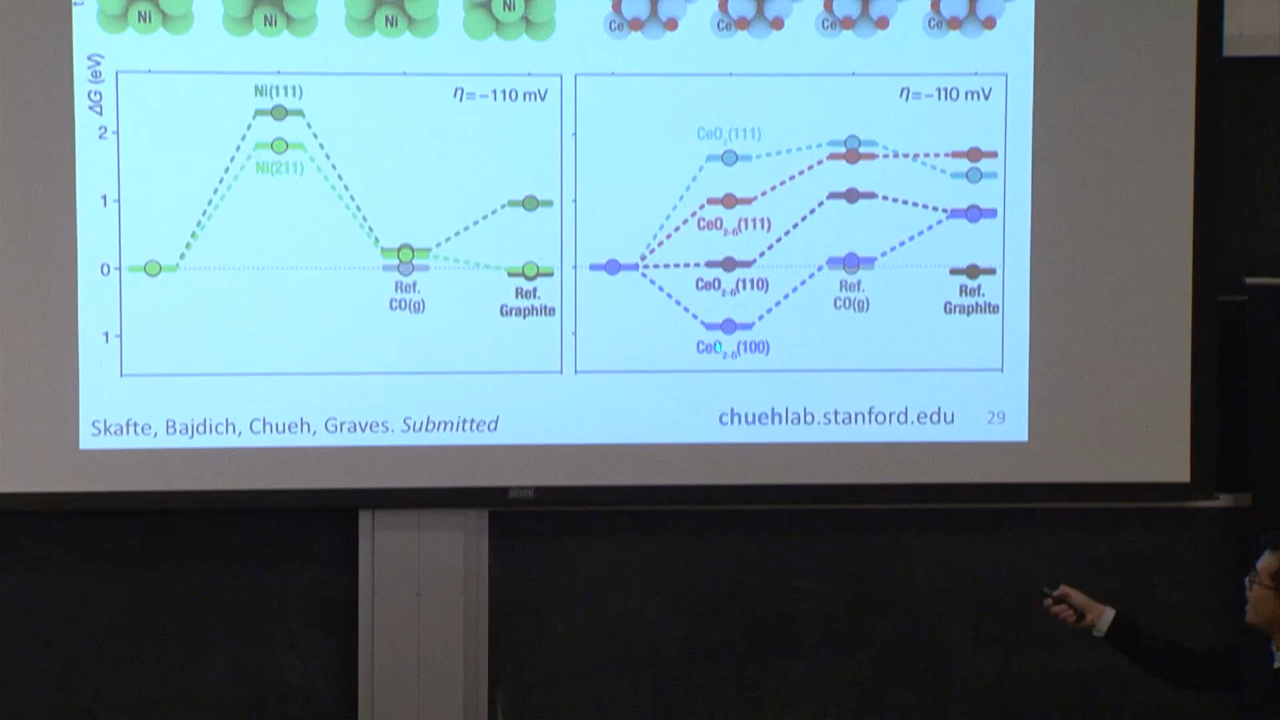 Ni
Ni
Ni
Ni
Ce
Ce
Ce
Ce
ΔG (eV)
2
1
0
1
Ni(111)
η=-110 mV
Ni(211)
Ref.
CO(g)
Ref.
Graphite
η=-110 mV
CeO₂(111)
CeO₂₋δ(111)
CeO₂₋δ(110)
Ref.
CO(g)
Ref.
Graphite
CeO₂₋δ(100)
Skafte, Bajdich, Chueh, Graves. Submitted
chuehlab.stanford.edu
29